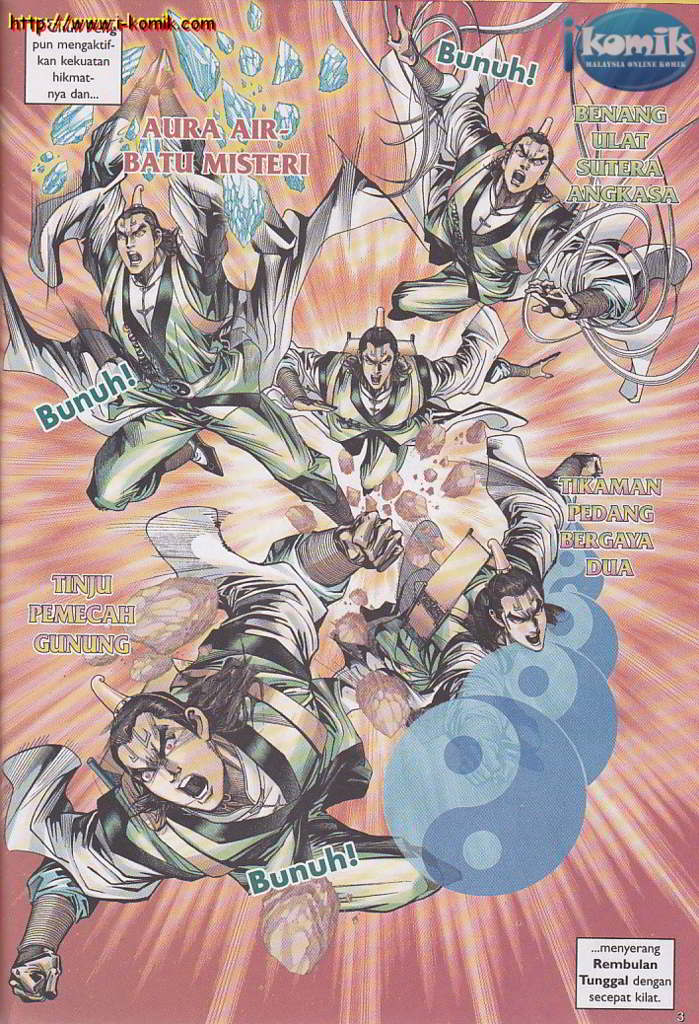 http://www.i-komik.com
ikomik
MALAYSIA ONLINE KOMIK
pun mengaktif-
kan kekuatan
hikmat-
nya dan...
Bunuh!
AURA AIR-
BATU MISTERI
BENANG
ULAT
SUTERA
ANGKASA
Bunuh!
TIKAMAN
PEDANG
BERGAYA
DUA
TINJU
PEMECAH
GUNUNG
Bunuh!
...menyerang
Rembulan
Tunggal dengan
secepat kilat.
3